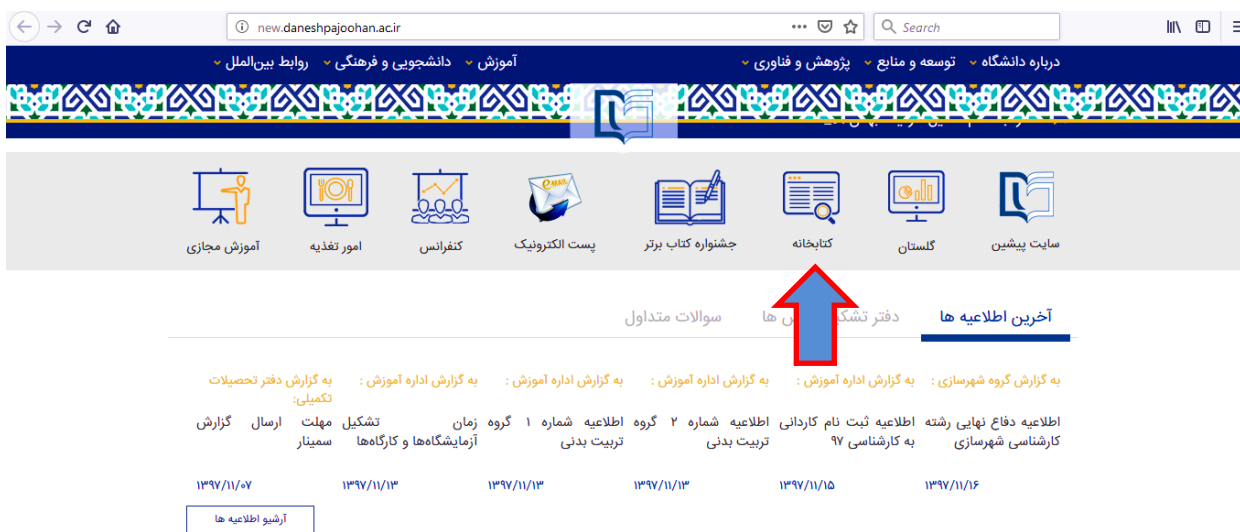 new.daneshpajoohan.ac.ir
Search
درباره دانشگاه توسعه و منابع پژوهش و فناوری آموزش دانشجویی و فرهنگی روابط بین‌الملل
سایت پیشین گلستان کتابخانه جشنواره کتاب برتر پست الکترونیک کنفرانس امور تغذیه آموزش مجازی
e-MAIL
آخرین اطلاعیه ها دفتر ها سوالات متداول
به گزارش گروه شهرسازی : به گزارش اداره آموزش : به گزارش اداره آموزش : به گزارش اداره آموزش : به گزارش اداره آموزش : به گزارش دفتر تحصیلات
تکمیلی:
اطلاعیه دفاع نهایی رشته اطلاعیه ثبت نام کاردانی اطلاعیه شماره ۲ گروه اطلاعیه شماره ۱ گروه زمان تشکیل مهلت ارسال گزارش
کارشناسی شهرسازی به کارشناسی ۹۷ تربیت بدنی تربیت بدنی آزمایشگاه‌ها و کارگاه‌ها سمینار
۱۳۹۷/۱۱/۱۶ ۱۳۹۷/۱۱/۱۵ ۱۳۹۷/۱۱/۱۳ ۱۳۹۷/۱۱/۱۳ ۱۳۹۷/۱۱/۱۳ ۱۳۹۷/۱۱/۰۷
آرشیو اطلاعیه ها